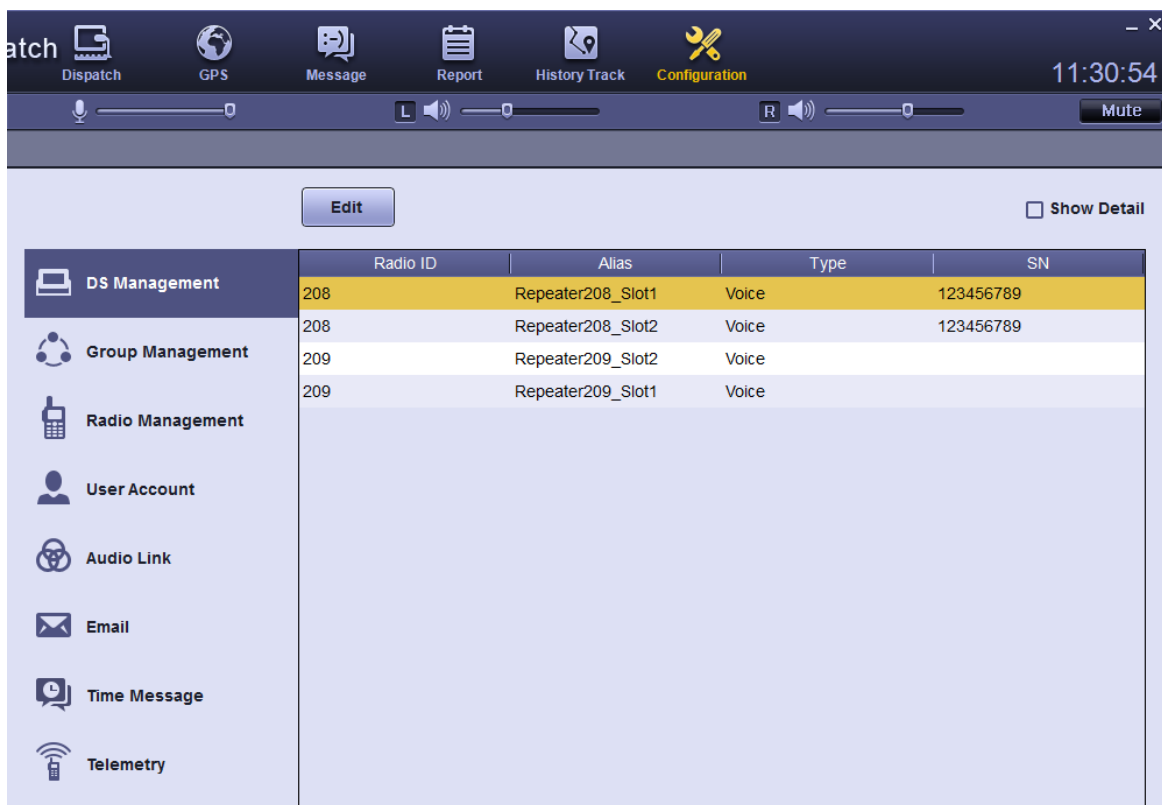 atch
Dispatch GPS Message Report History Track Configuration
11:30:54
L R Mute
Edit Show Detail
Radio ID Alias Type SN
208 Repeater208_Slot1 Voice 123456789
208 Repeater208_Slot2 Voice 123456789
209 Repeater209_Slot2 Voice
209 Repeater209_Slot1 Voice
DS Management
Group Management
Radio Management
User Account
Audio Link
Email
Time Message
Telemetry